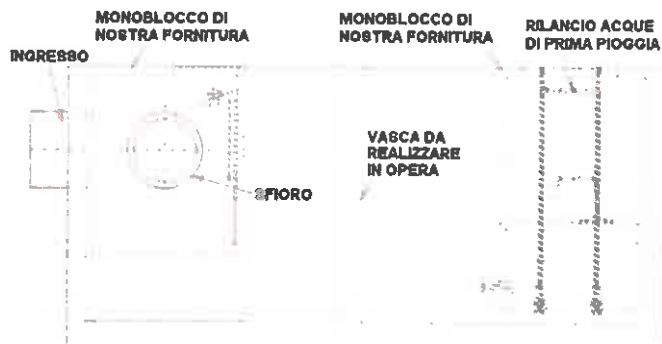 MONOBLOCCO DI
NOSTRA FORNITURA
MONOBLOCCO DI
NOSTRA FORNITURA
RILANCIO ACQUE
DI PRIMA PIOGGIA
INGRESSO
VASCA DA
REALIZZARE
IN OPERA
SFIORO